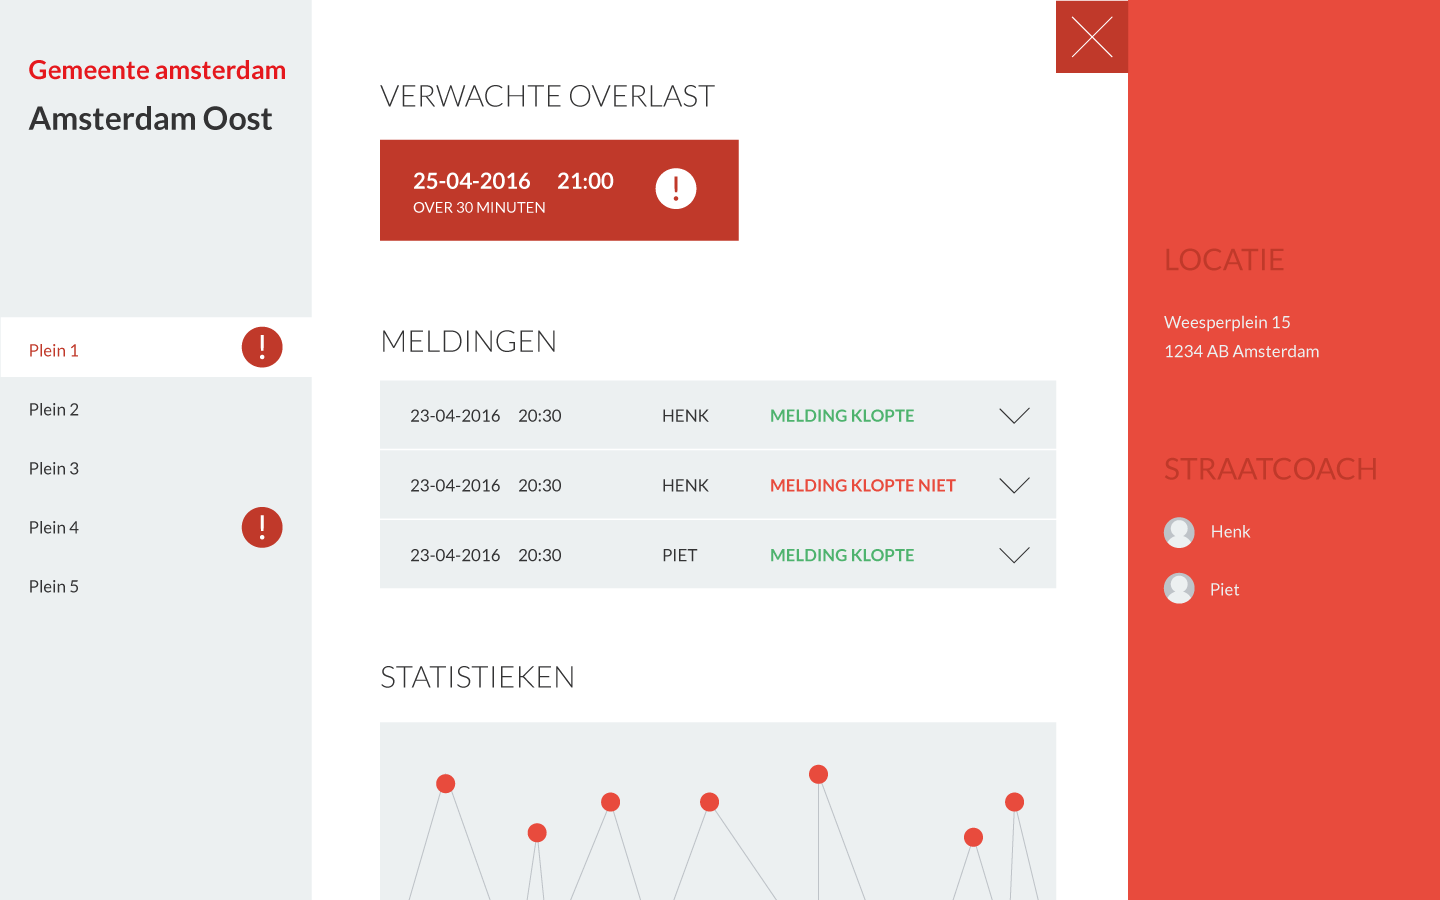 Gemeente amsterdam
Amsterdam Oost
Plein 1
Plein 2
Plein 3
Plein 4
Plein 5
VERWACHTE OVERLAST
25-04-2016 21:00
OVER 30 MINUTEN
MELDINGEN
23-04-2016 20:30 HENK MELDING KLOPTE
23-04-2016 20:30 HENK MELDING KLOPTE NIET
23-04-2016 20:30 PIET MELDING KLOPTE
STATISTIEKEN
LOCATIE
Weesperplein 15
1234 AB Amsterdam
STRAATCOACH
Henk
Piet